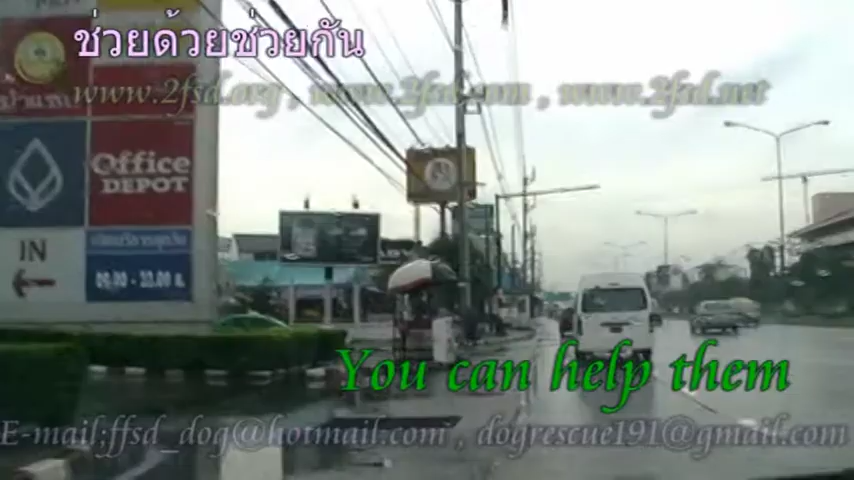 ช่วยด้วยช่วยกัน
www.2fsd.org , www.2fsd.com , www.2fsd.net
Office
DEPOT
IN
09.00 - 22.00 น.
You can help them
E-mail;ffsd_dog@hotmail.com , dogrescue191@gmail.com